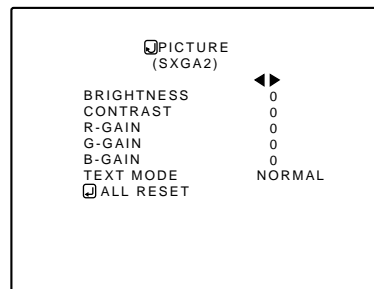 PICTURE
(SXGA2)
BRIGHTNESS 0
CONTRAST 0
R-GAIN 0
G-GAIN 0
B-GAIN 0
TEXT MODE NORMAL
ALL RESET